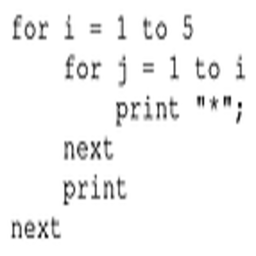 for i = 1 to 5
    for j = 1 to i
        print "*";
    next
    print
next